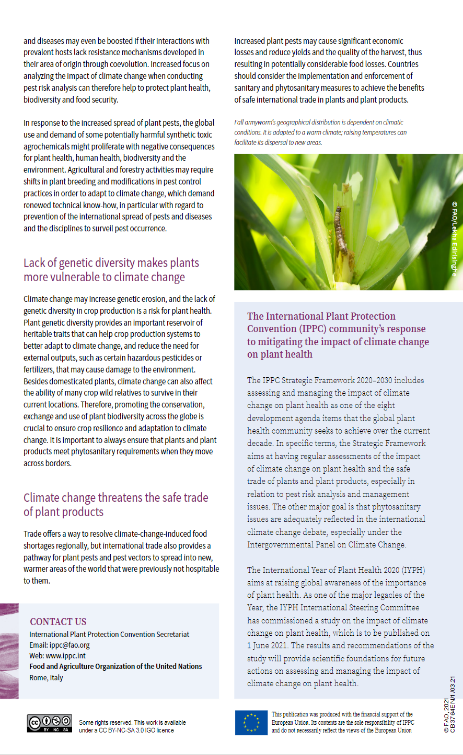 and diseases may even be boosted if their interactions with
prevalent hosts lack resistance mechanisms developed in
their area of origin through coevolution. Increased focus on
analyzing the impact of climate change when conducting
pest risk analysis can therefore help to protect plant health,
biodiversity and food security.
In response to the increased spread of plant pests, the global
use and demand of some potentially harmful synthetic toxic
agrochemicals might proliferate with negative consequences
for plant health, human health, biodiversity and the
environment. Agricultural and forestry activities may require
shifts in plant breeding and modifications in pest control
practices in order to adapt to climate change, which demand
renewed technical know-how, in particular with regard to
prevention of the international spread of pests and diseases
and the disciplines to surveil pest occurrence.
Lack of genetic diversity makes plants
more vulnerable to climate change
Climate change may increase genetic erosion, and the lack of
genetic diversity in crop production is a risk for plant health.
Plant genetic diversity provides an important reservoir of
heritable traits that can help crop production systems to
better adapt to climate change, and reduce the need for
external outputs, such as certain hazardous pesticides or
fertilizers, that may cause damage to the environment.
Besides domesticated plants, climate change can also affect
the ability of many crop wild relatives to survive in their
current locations. Therefore, promoting the conservation,
exchange and use of plant biodiversity across the globe is
crucial to ensure crop resilience and adaptation to climate
change. It is important to always ensure that plants and plant
products meet phytosanitary requirements when they move
across borders.
Climate change threatens the safe trade
of plant products
Trade offers a way to resolve climate-change-induced food
shortages regionally, but international trade also provides a
pathway for plant pests and pest vectors to spread into new,
warmer areas of the world that were previously not hospitable
to them.
CONTACT US
International Plant Protection Convention Secretariat
Email: ippc@fao.org
Web: www.ippc.int
Food and Agriculture Organization of the United Nations
Rome, Italy
CC BY NC SA
Some rights reserved. This work is available
under a CC BY-NC-SA 3.0 IGO licence
Increased plant pests may cause significant economic
losses and reduce yields and the quality of the harvest, thus
resulting in potentially considerable food losses. Countries
should consider the implementation and enforcement of
sanitary and phytosanitary measures to achieve the benefits
of safe international trade in plants and plant products.
Fall armyworm's geographical distribution is dependent on climatic
conditions: it is adapted to a warm climate; raising temperatures can
facilitate its dispersal to new areas.
© FAO/Lekha Edirisinghe
The International Plant Protection
Convention (IPPC) community's response
to mitigating the impact of climate change
on plant health
The IPPC Strategic Framework 2020–2030 includes
assessing and managing the impact of climate
change on plant health as one of the eight
development agenda items that the global plant
health community seeks to achieve over the current
decade. In specific terms, the Strategic Framework
aims at having regular assessments of the impact
of climate change on plant health and the safe
trade of plants and plant products, especially in
relation to pest risk analysis and management
issues. The other major goal is that phytosanitary
issues are adequately reflected in the international
climate change debate, especially under the
Intergovernmental Panel on Climate Change.
The International Year of Plant Health 2020 (IYPH)
aims at raising global awareness of the importance
of plant health. As one of the major legacies of the
Year, the IYPH International Steering Committee
has commissioned a study on the impact of climate
change on plant health, which is to be published on
1 June 2021. The results and recommendations of the
study will provide scientific foundations for future
actions on assessing and managing the impact of
climate change on plant health.
This publication was produced with the financial support of the
European Union. Its contents are the sole responsibility of IPPC
and do not necessarily reflect the views of the European Union.
© FAO, 2021
CB3764EN/1/03.21